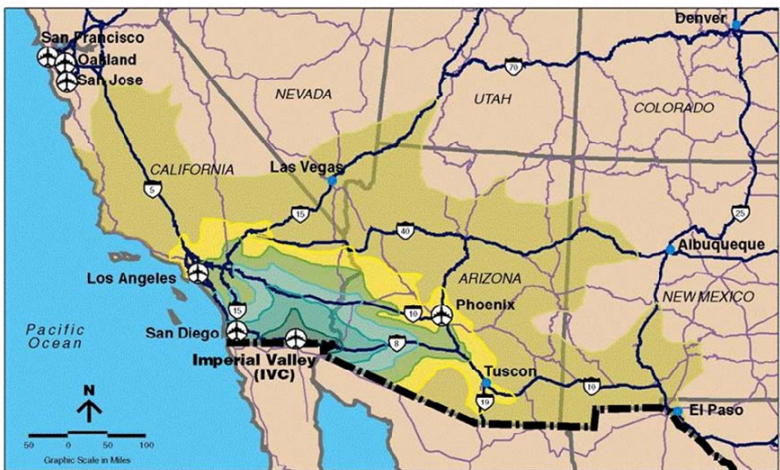 Denver
San Francisco
Oakland
San Jose
70
NEVADA
UTAH
COLORADO
CALIFORNIA
Las Vegas
5
15
25
40
Albuqueque
Los Angeles
ARIZONA
NEW MEXICO
Phoenix
10
15
Pacific
Ocean
San Diego
8
Imperial Valley
(IVC)
Tuscon
10
19
El Paso
N
50 0 50 100
Graphic Scale in Miles